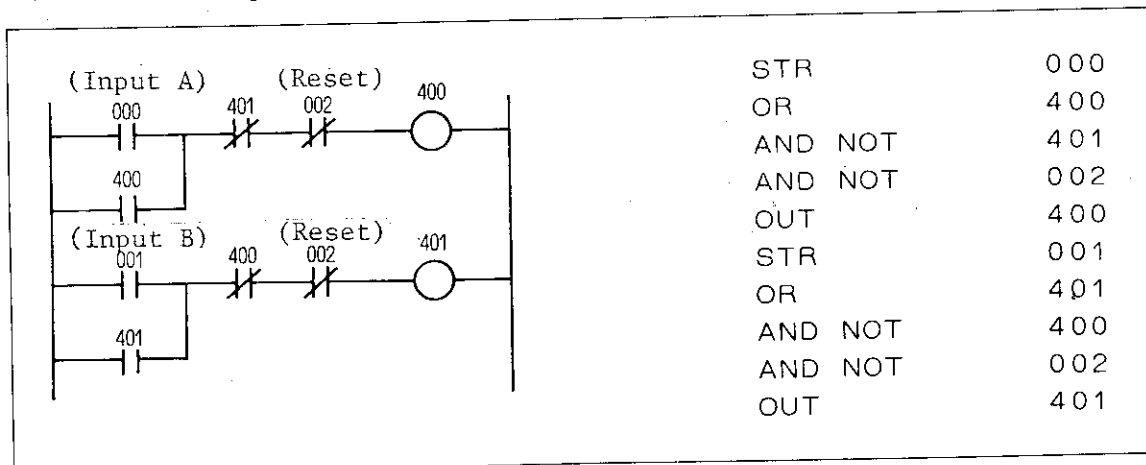 (Input A) (Reset)
000 401 002 400
400
(Input B) (Reset)
001 400 002 401
401
STR 000
OR 400
AND NOT 401
AND NOT 002
OUT 400
STR 001
OR 401
AND NOT 400
AND NOT 002
OUT 401